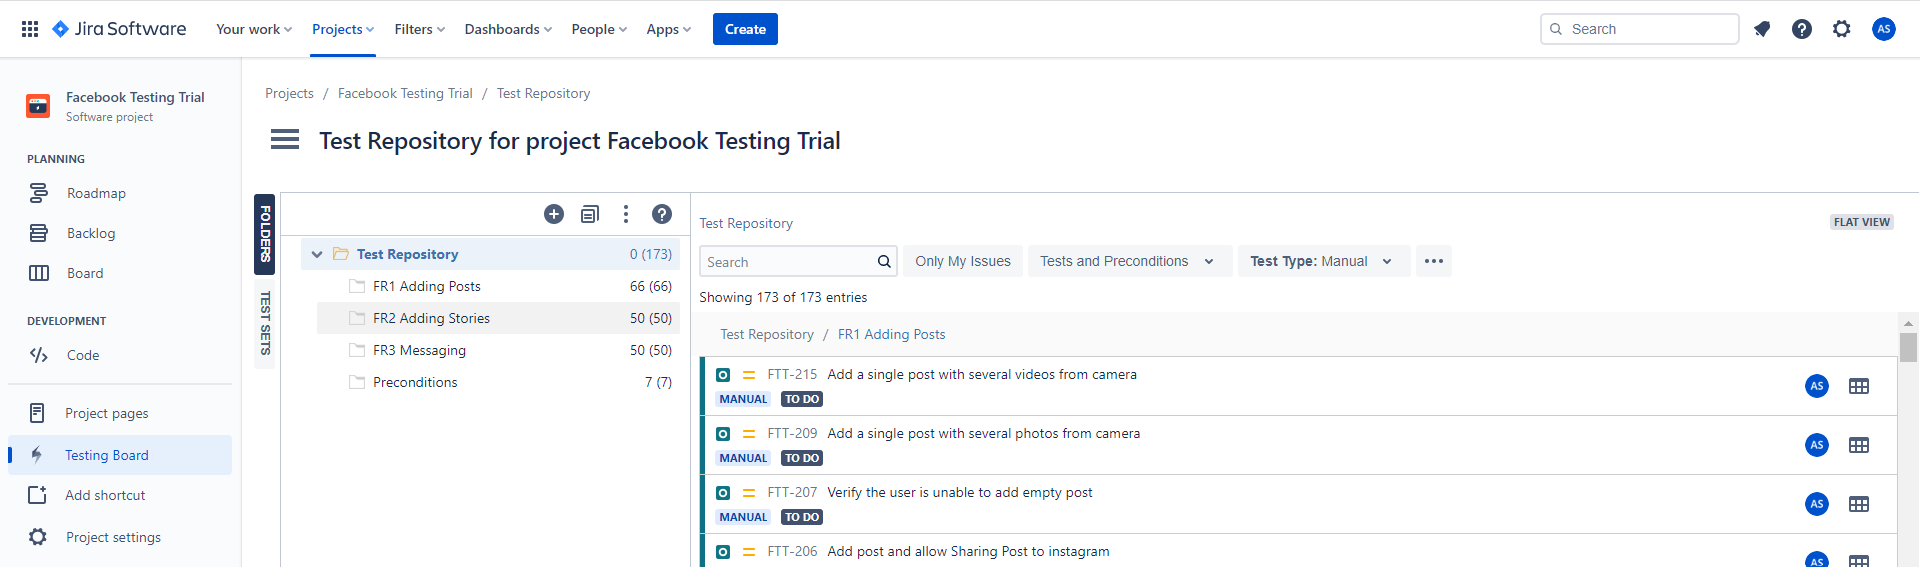 Jira Software Your work Projects Filters Dashboards People Apps Create Search AS
Facebook Testing Trial
Software project
PLANNING
Roadmap
Backlog
Board
DEVELOPMENT
Code
Project pages
Testing Board
Add shortcut
Project settings
Projects / Facebook Testing Trial / Test Repository
Test Repository for project Facebook Testing Trial
FOLDERS
TEST SETS
Test Repository 0 (173)
FR1 Adding Posts 66 (66)
FR2 Adding Stories 50 (50)
FR3 Messaging 50 (50)
Preconditions 7 (7)
Test Repository FLAT VIEW
Search Only My Issues Tests and Preconditions Test Type: Manual
Showing 173 of 173 entries
Test Repository / FR1 Adding Posts
FTT-215 Add a single post with several videos from camera AS
MANUAL TO DO
FTT-209 Add a single post with several photos from camera AS
MANUAL TO DO
FTT-207 Verify the user is unable to add empty post AS
MANUAL TO DO
FTT-206 Add post and allow Sharing Post to instagram AS